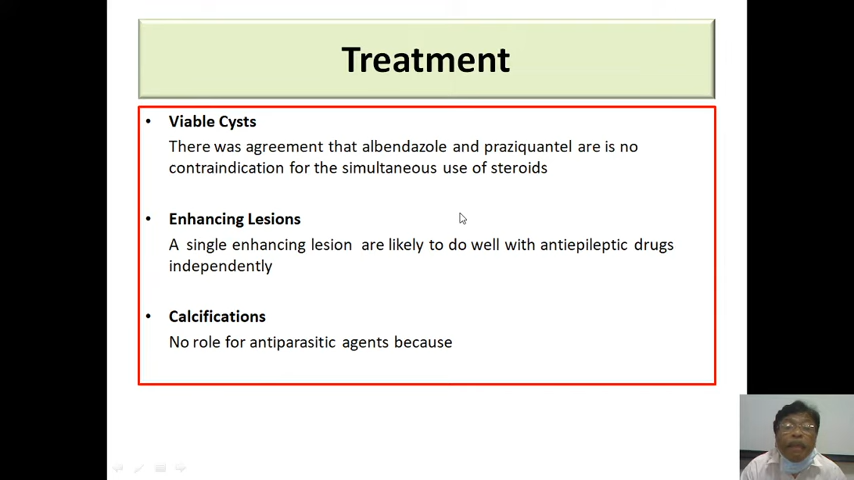 Treatment
• Viable Cysts
There was agreement that albendazole and praziquantel are is no
contraindication for the simultaneous use of steroids
• Enhancing Lesions
A single enhancing lesion are likely to do well with antiepileptic drugs
independently
• Calcifications
No role for antiparasitic agents because